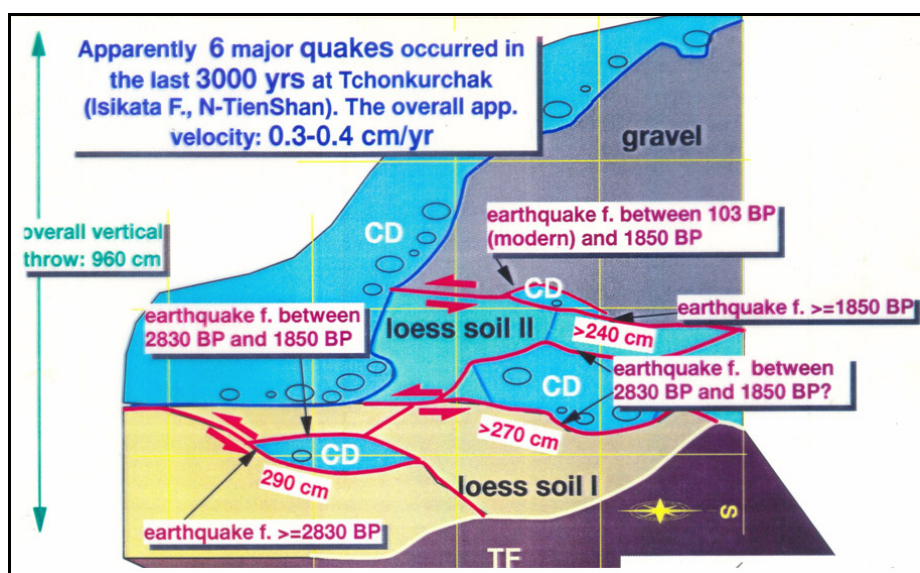 Apparently 6 major quakes occurred in
the last 3000 yrs at Tchonkurchak
(Isikata F., N-TienShan). The overall app.
velocity: 0.3-0.4 cm/yr
gravel
earthquake f. between 103 BP
(modern) and 1850 BP
CD
overall vertical
throw: 960 cm
CD
earthquake f. >=1850 BP
earthquake f. between
2830 BP and 1850 BP
loess soil II
>240 cm
earthquake f. between
2830 BP and 1850 BP?
CD
>270 cm
CD
290 cm
loess soil I
S
earthquake f. >=2830 BP
TF